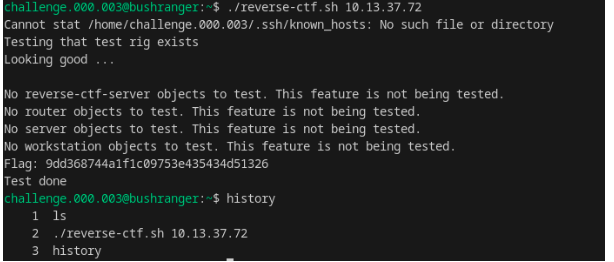 challenge.000.003@bushranger:~$ ./reverse-ctf.sh 10.13.37.72
Cannot stat /home/challenge.000.003/.ssh/known_hosts: No such file or directory
Testing that test rig exists
Looking good ...
No reverse-ctf-server objects to test. This feature is not being tested.
No router objects to test. This feature is not being tested.
No server objects to test. This feature is not being tested.
No workstation objects to test. This feature is not being tested.
Flag: 9dd368744a1f1c09753e435434d51326
Test done
challenge.000.003@bushranger:~$ history
1 ls
2 ./reverse-ctf.sh 10.13.37.72
3 history